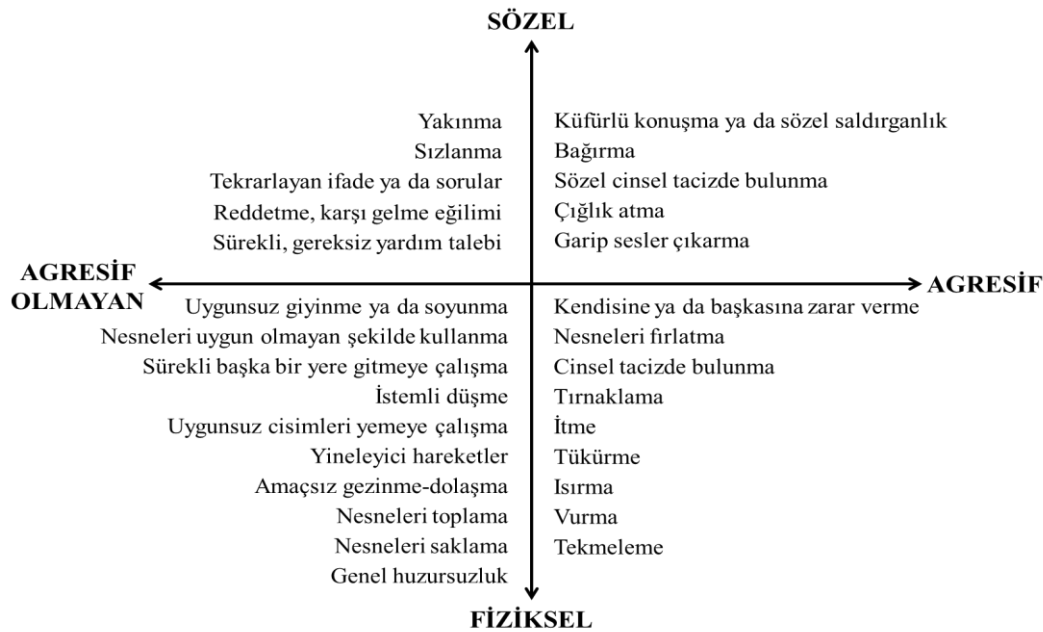 SÖZEL
Yakınma
Sızlanma
Tekrarlayan ifade ya da sorular
Reddetme, karşı gelme eğilimi
Sürekli, gereksiz yardım talebi
Küfürlü konuşma ya da sözel saldırganlık
Bağırma
Sözel cinsel tacizde bulunma
Çığlık atma
Garip sesler çıkarma
AGRESİF
OLMAYAN
AGRESİF
Uygunsuz giyinme ya da soyunma
Nesneleri uygun olmayan şekilde kullanma
Sürekli başka bir yere gitmeye çalışma
İstemli düşme
Uygunsuz cisimleri yemeye çalışma
Yineleyici hareketler
Amaçsız gezinme-dolaşma
Nesneleri toplama
Nesneleri saklama
Genel huzursuzluk
Kendisine ya da başkasına zarar verme
Nesneleri fırlatma
Cinsel tacizde bulunma
Tırnaklama
İtme
Tükürme
Isırma
Vurma
Tekmeleme
FİZİKSEL